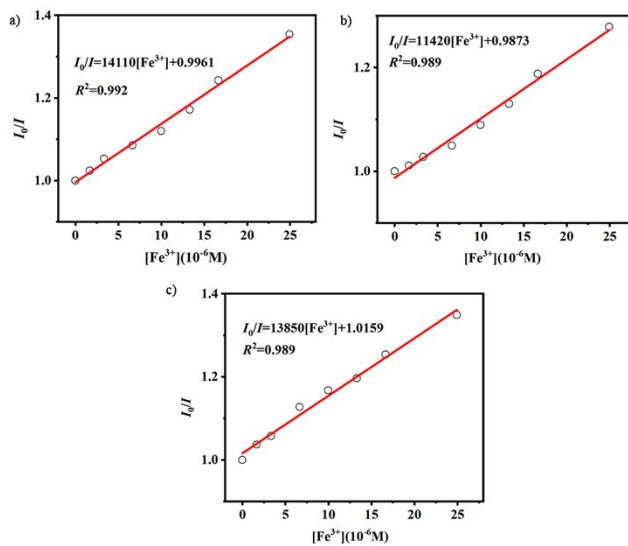 a)
I₀/I=14110[Fe³⁺]+0.9961
R²=0.992
1.4
1.2
1.0
I₀/I
0 5 10 15 20 25
[Fe³⁺](10⁻⁶M)
b)
I₀/I=11420[Fe³⁺]+0.9873
R²=0.989
1.2
1.0
I₀/I
0 5 10 15 20 25
[Fe³⁺](10⁻⁶M)
c)
I₀/I=13850[Fe³⁺]+1.0159
R²=0.989
1.4
1.2
1.0
I₀/I
0 5 10 15 20 25
[Fe³⁺](10⁻⁶M)